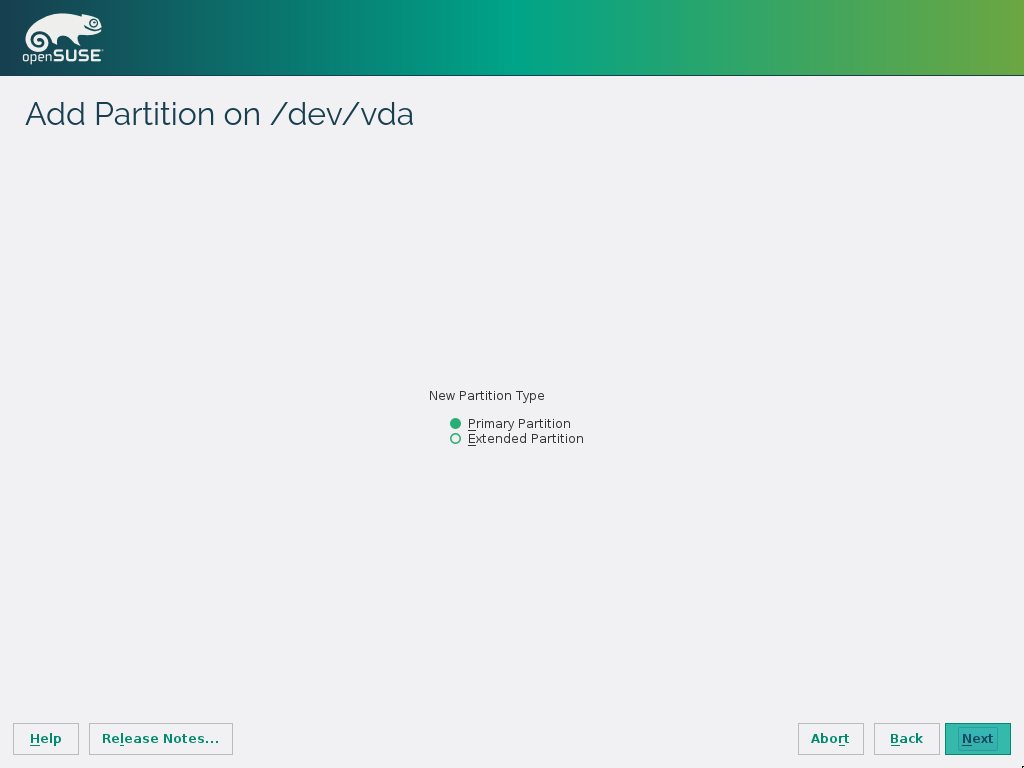 openSUSE
Add Partition on /dev/vda
New Partition Type
Primary Partition
Extended Partition
Help
Release Notes...
Abort
Back
Next